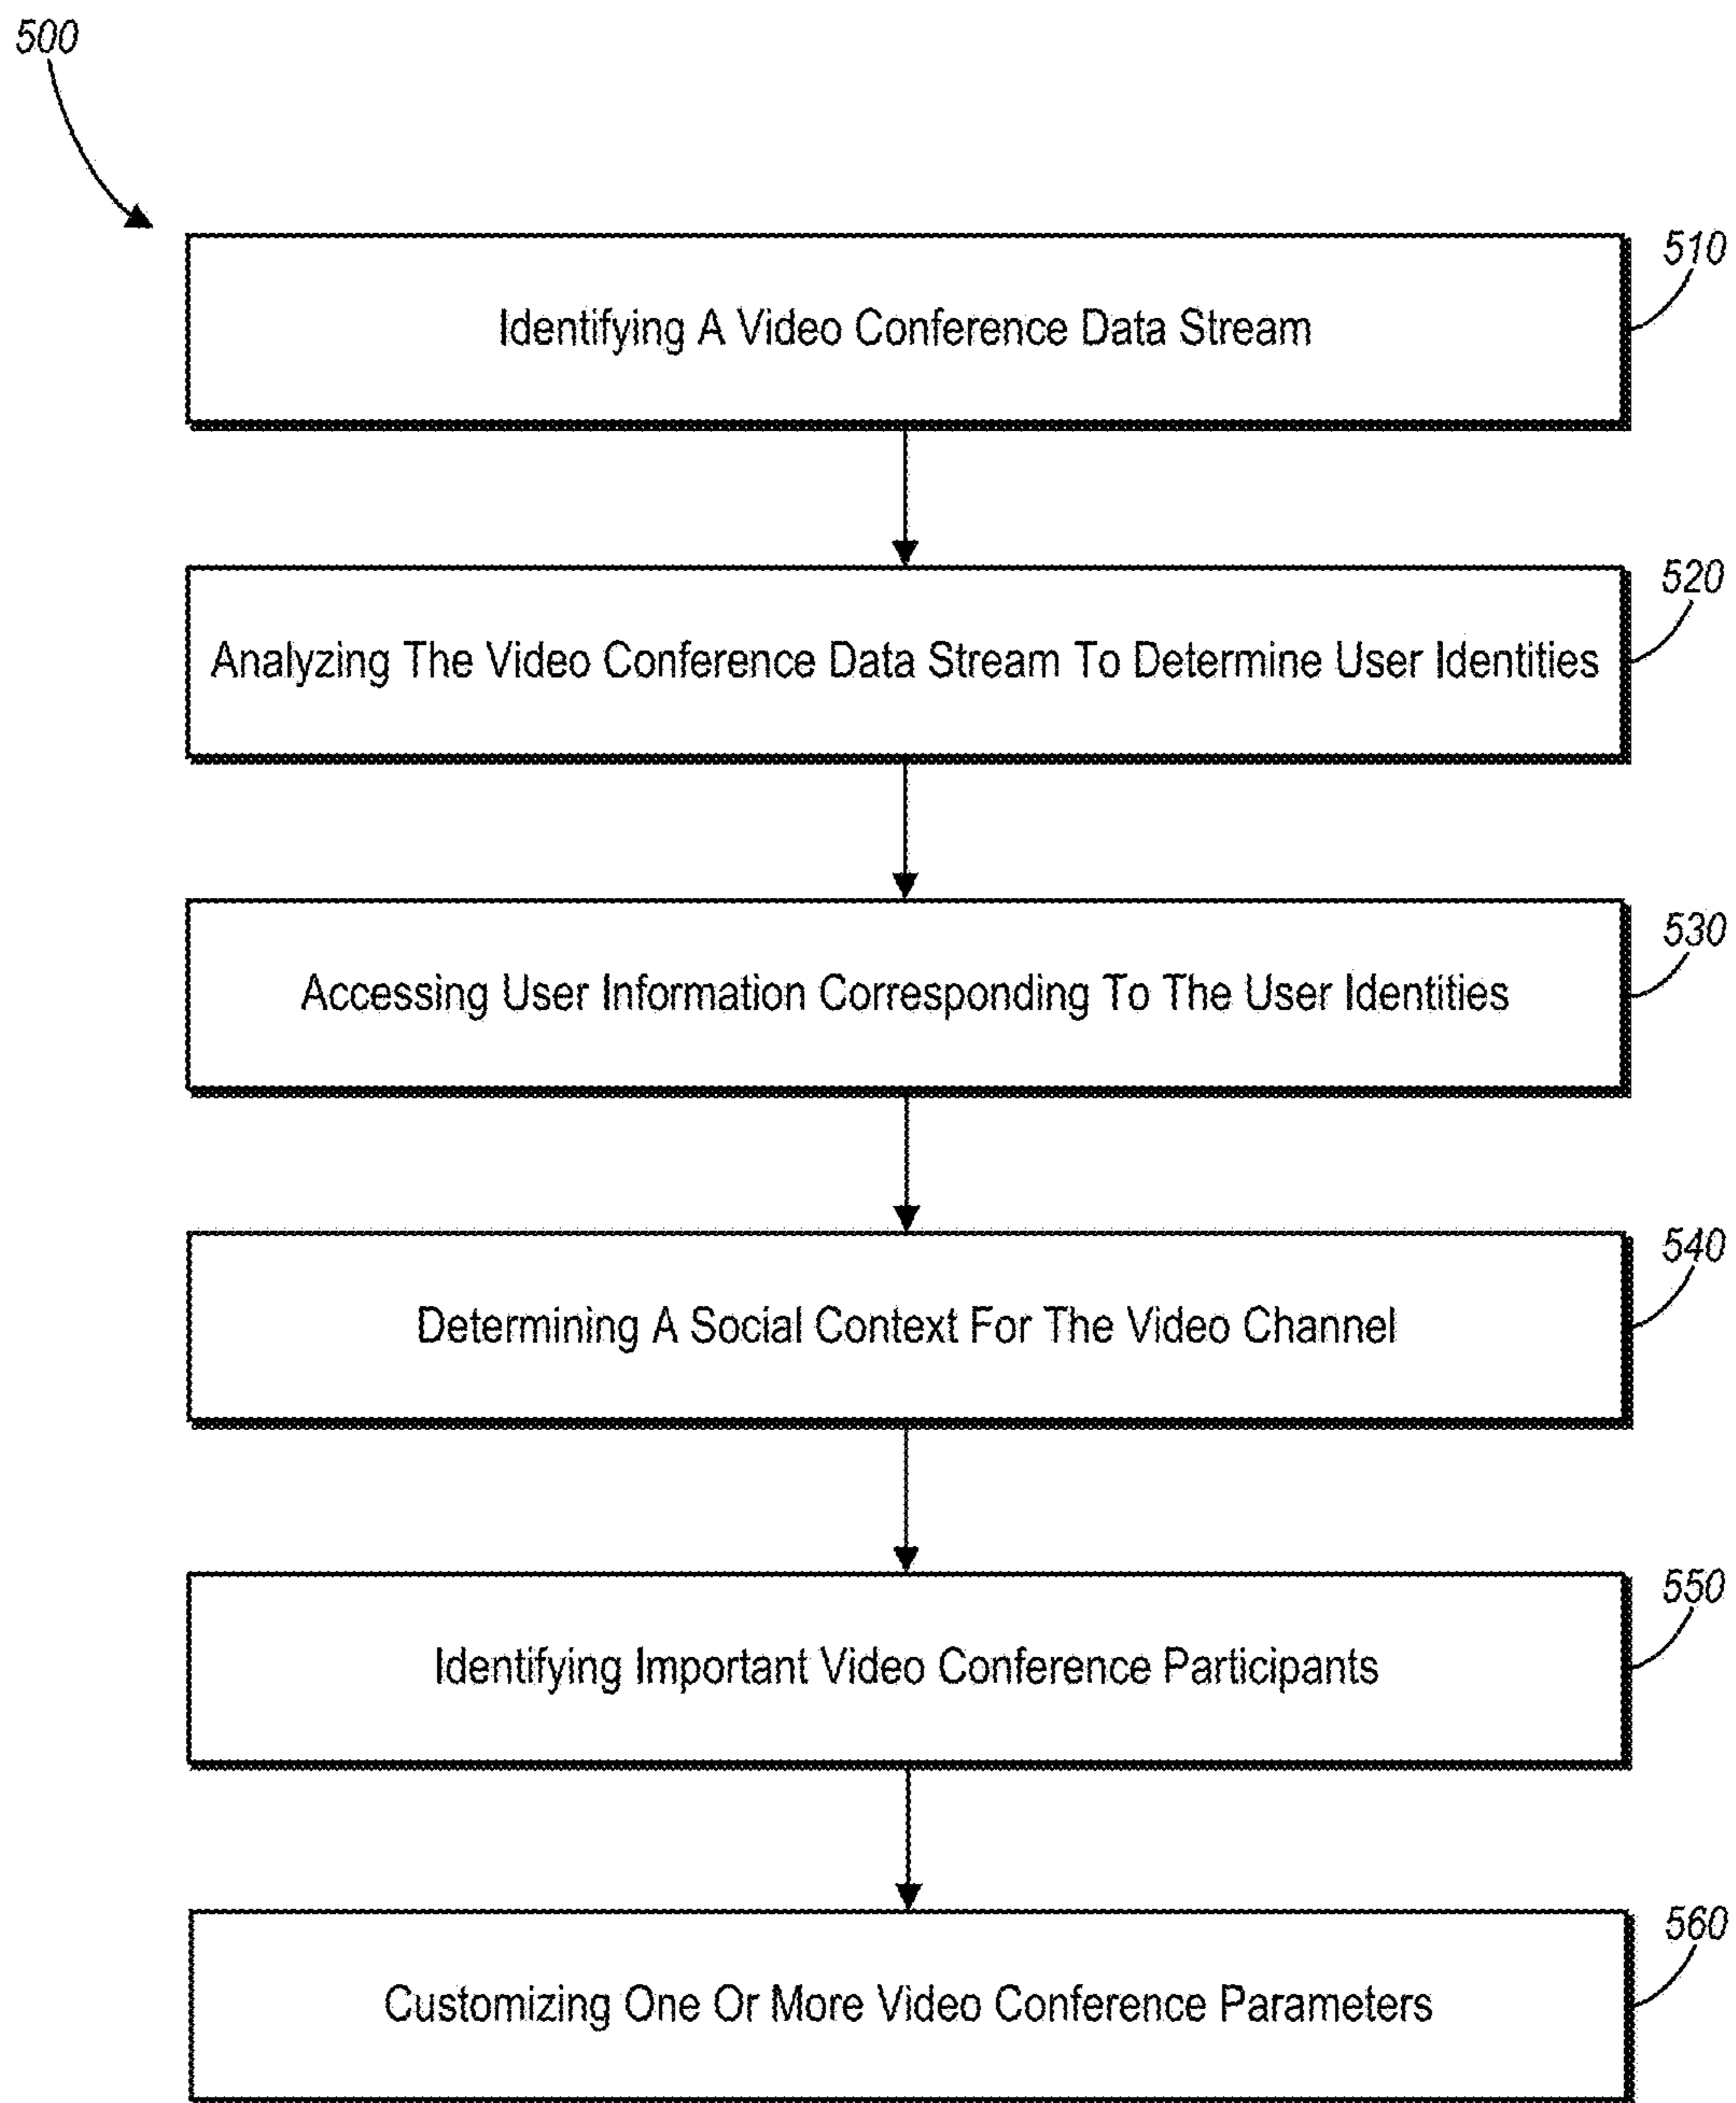 500
510
Identifying A Video Conference Data Stream
520
Analyzing The Video Conference Data Stream To Determine User Identities
530
Accessing User Information Corresponding To The User Identities
540
Determining A Social Context For The Video Channel
550
Identifying Important Video Conference Participants
560
Customizing One Or More Video Conference Parameters